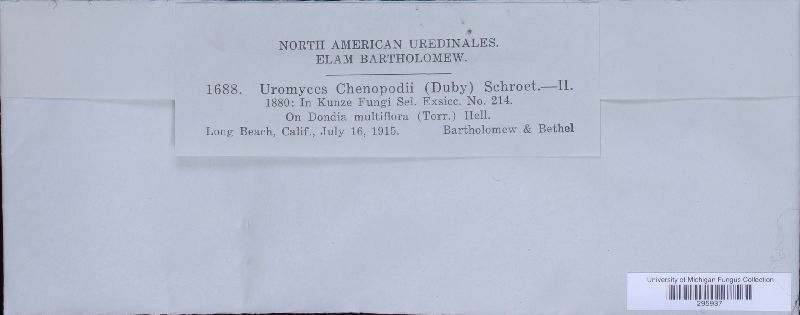 NORTH AMERICAN UREDINALES.
ELAM BARTHOLOMEW.
1688. Uromyces Chenopodii (Duby) Schroet.—II.
1880: In Kunze Fungi Sel. Exsicc. No. 214.
On Dondia multiflora (Torr.) Hell.
Long Beach, Calif., July 16, 1915. Bartholomew & Bethel
University of Michigan Fungus Collection
295937